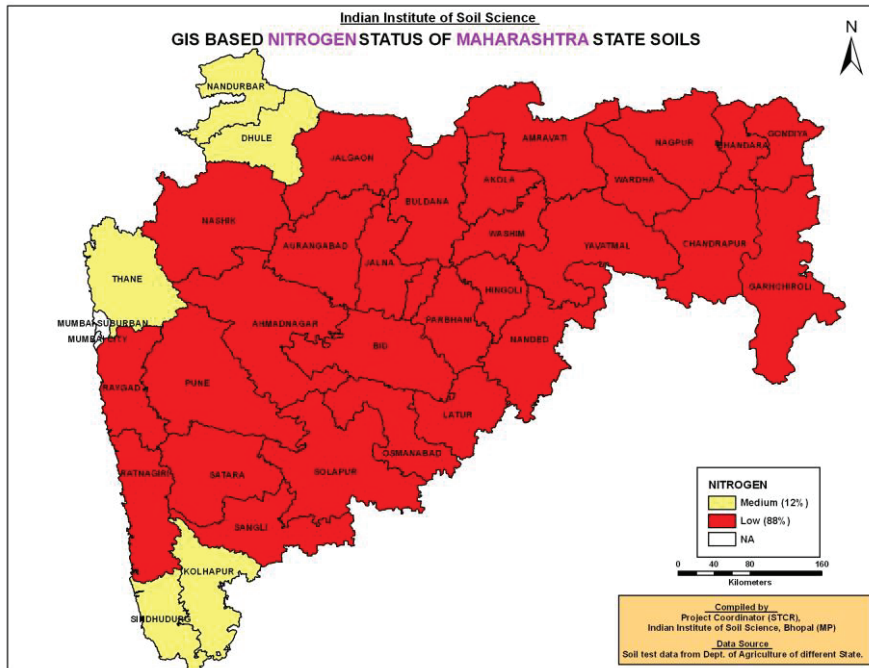 Indian Institute of Soil Science
GIS BASED NITROGEN STATUS OF MAHARASHTRA STATE SOILS
N
NANDURBAR
DHULE
JALGAON
AMRAVATI
NAGPUR
BHANDARA
GONDIYA
AKOLA
WARDHA
BULDANA
NASHIK
WASHIM
AURANGABAD
YAVATMAL
CHANDRAPUR
JALNA
THANE
HINGOLI
GARHCHIROLI
MUMBAI SUBURBAN
AHMADNAGAR
PARBHANI
MUMBAI CITY
BID
NANDED
RAYGAD
PUNE
LATUR
OSMANABAD
RATNAGIRI
SATARA
SOLAPUR
SANGLI
KOLHAPUR
SINDHUDURG
NITROGEN
Medium (12%)
Low (88%)
NA
0 20 40 80 120 160
Kilometers
Compiled by
Project Coordinator (STCR),
Indian Institute of Soil Science, Bhopal (MP)
Data Source
Soil test data from Dept. of Agriculture of different State.